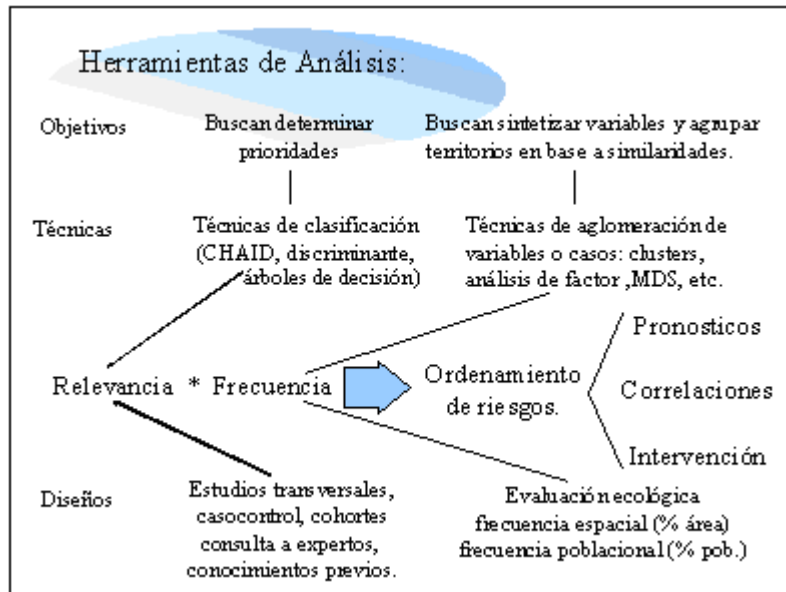 Herramientas de Análisis:
Objetivos
Buscan determinar
prioridades
Buscan sintetizar variables y agrupar
territorios en base a similaridades.
Técnicas
Técnicas de clasificación
(CHAID, discriminante,
árboles de decisión)
Técnicas de aglomeración de
variables o casos: clusters,
análisis de factor ,MDS, etc.
Relevancia * Frecuencia
Ordenamiento
de riesgos.
Pronosticos
Correlaciones
Intervención
Diseños
Estudios transversales,
casocontrol, cohortes
consulta a expertos,
conocimientos previos.
Evaluación ecológica
frecuencia espacial (% área)
frecuencia poblacional (% pob.)